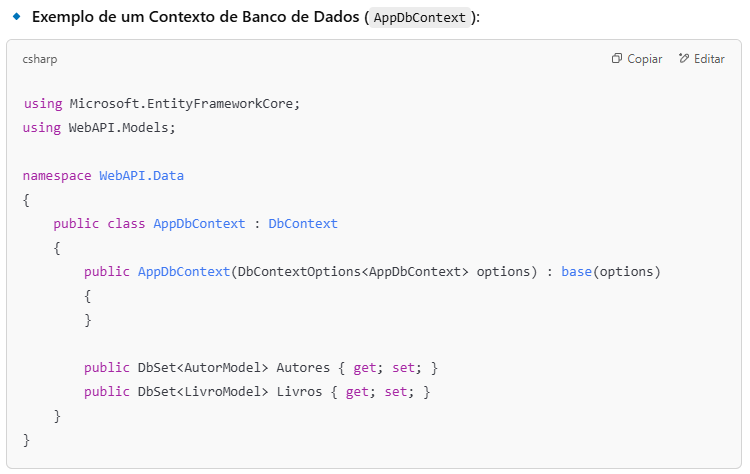 Exemplo de um Contexto de Banco de Dados (AppDbContext):
csharp Copiar Editar
using Microsoft.EntityFrameworkCore;
using WebAPI.Models;

namespace WebAPI.Data
{
    public class AppDbContext : DbContext
    {
        public AppDbContext(DbContextOptions<AppDbContext> options) : base(options)
        {
        }

        public DbSet<AutorModel> Autores { get; set; }
        public DbSet<LivroModel> Livros { get; set; }
    }
}